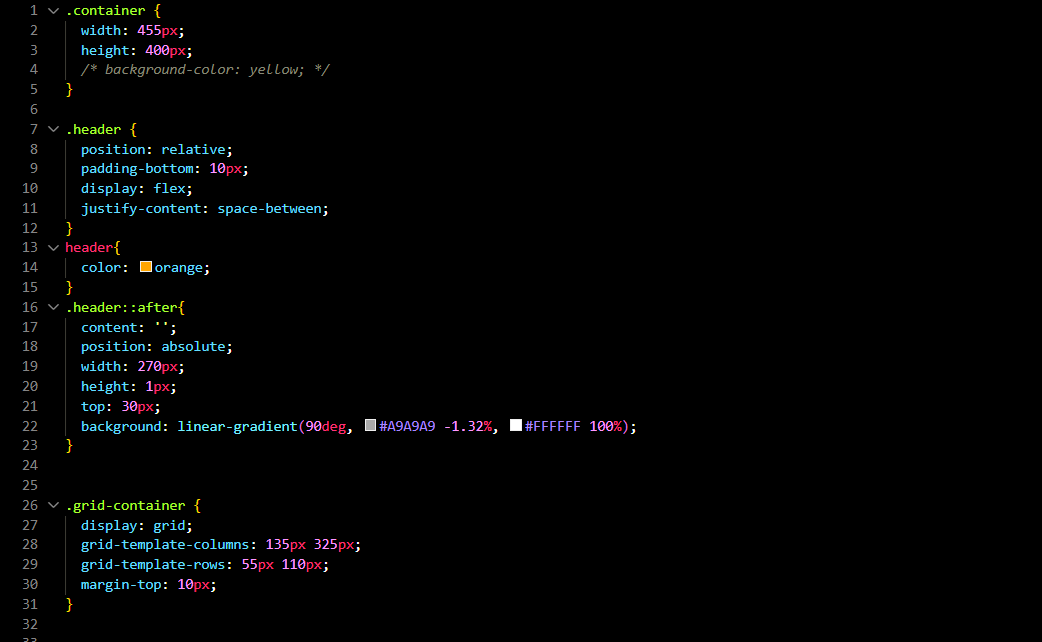 1 .container {
2 width: 455px;
3 height: 400px;
4 /* background-color: yellow; */
5 }
6
7 .header {
8 position: relative;
9 padding-bottom: 10px;
10 display: flex;
11 justify-content: space-between;
12 }
13 header{
14 color: orange;
15 }
16 .header::after{
17 content: '';
18 position: absolute;
19 width: 270px;
20 height: 1px;
21 top: 30px;
22 background: linear-gradient(90deg, #A9A9A9 -1.32%, #FFFFFF 100%);
23 }
24
25
26 .grid-container {
27 display: grid;
28 grid-template-columns: 135px 325px;
29 grid-template-rows: 55px 110px;
30 margin-top: 10px;
31 }
32
33